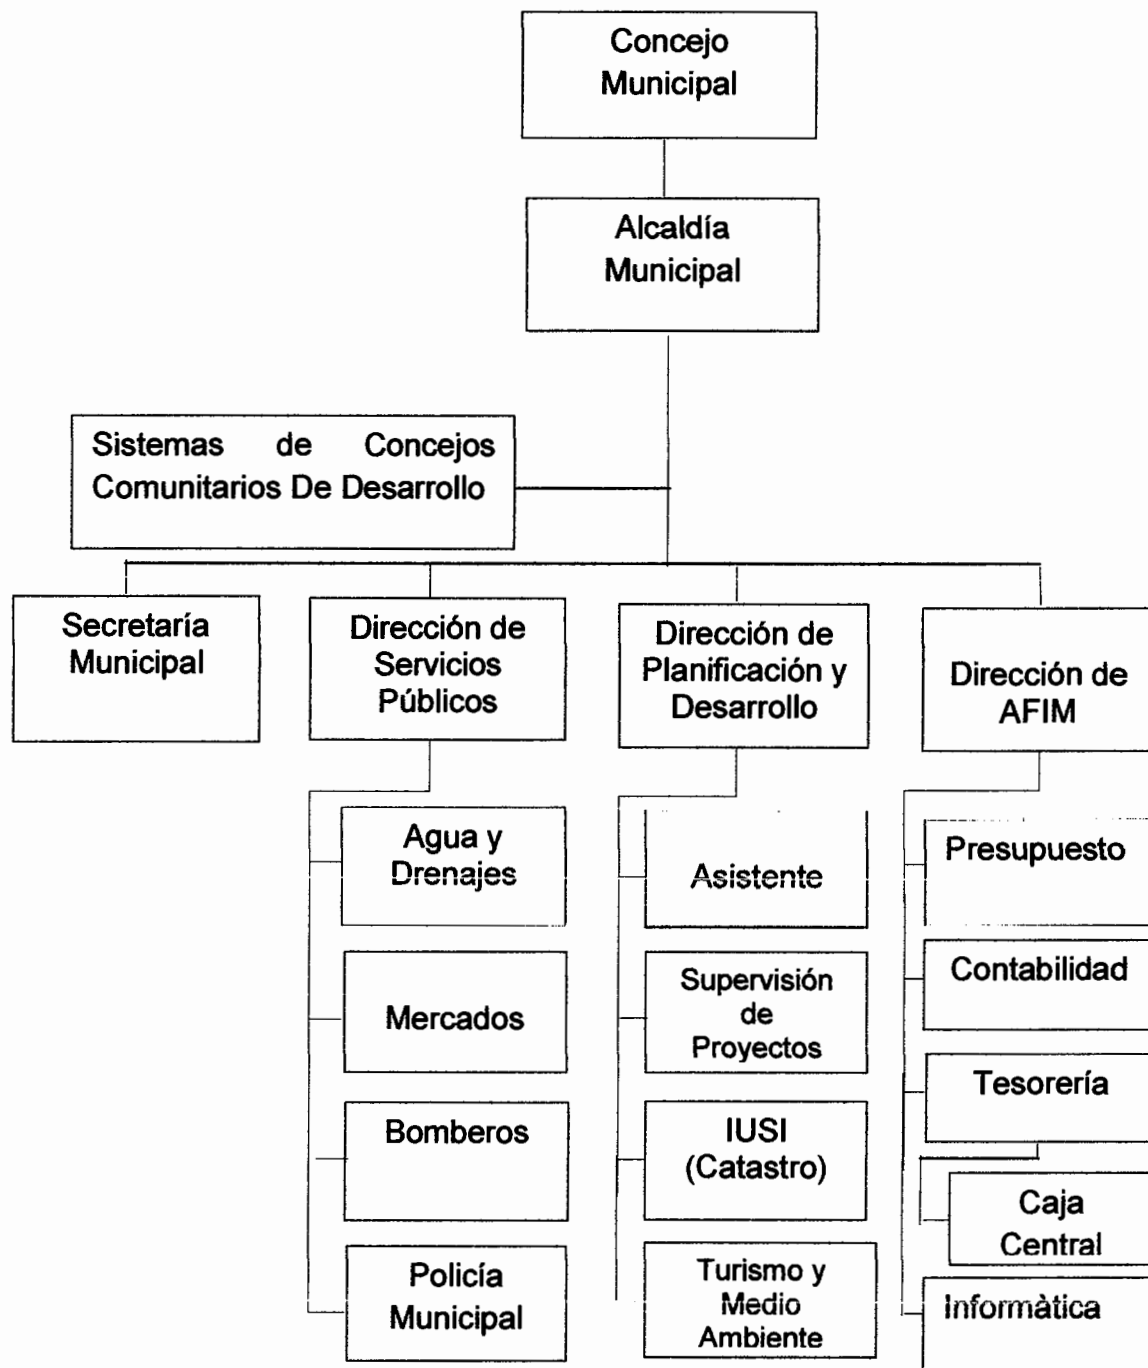 Concejo
Municipal
Alcaldía
Municipal
Sistemas de Concejos
Comunitarios De Desarrollo
Secretaría
Municipal
Dirección de
Servicios
Públicos
Dirección de
Planificación y
Desarrollo
Dirección de
AFIM
Agua y
Drenajes
Mercados
Bomberos
Policía
Municipal
Asistente
Supervisión
de
Proyectos
IUSI
(Catastro)
Turismo y
Medio
Ambiente
Presupuesto
Contabilidad
Tesorería
Caja
Central
Informàtica